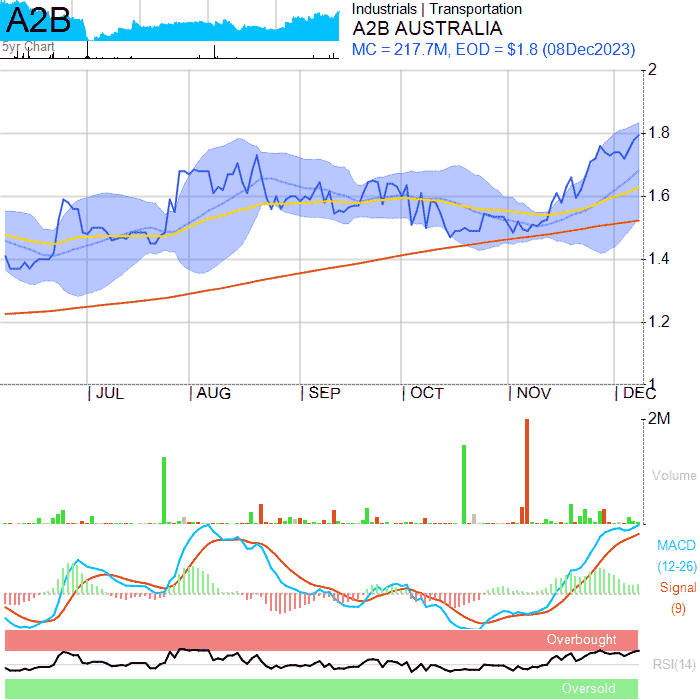 A2B
5yr Chart
Industrials | Transportation
A2B AUSTRALIA
MC = 217.7M, EOD = $1.8 (08Dec2023)
2
1.8
1.6
1.4
1.2
1
JUL AUG SEP OCT NOV DEC
2M
Volume
MACD
(12-26)
Signal
(9)
Overbought
RSI(14)
Oversold